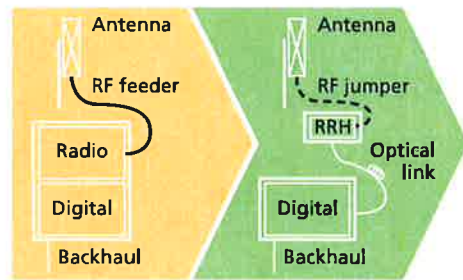 Antenna
RF feeder
Radio
Digital
Backhaul
Antenna
RF jumper
RRH
Optical
link
Digital
Backhaul